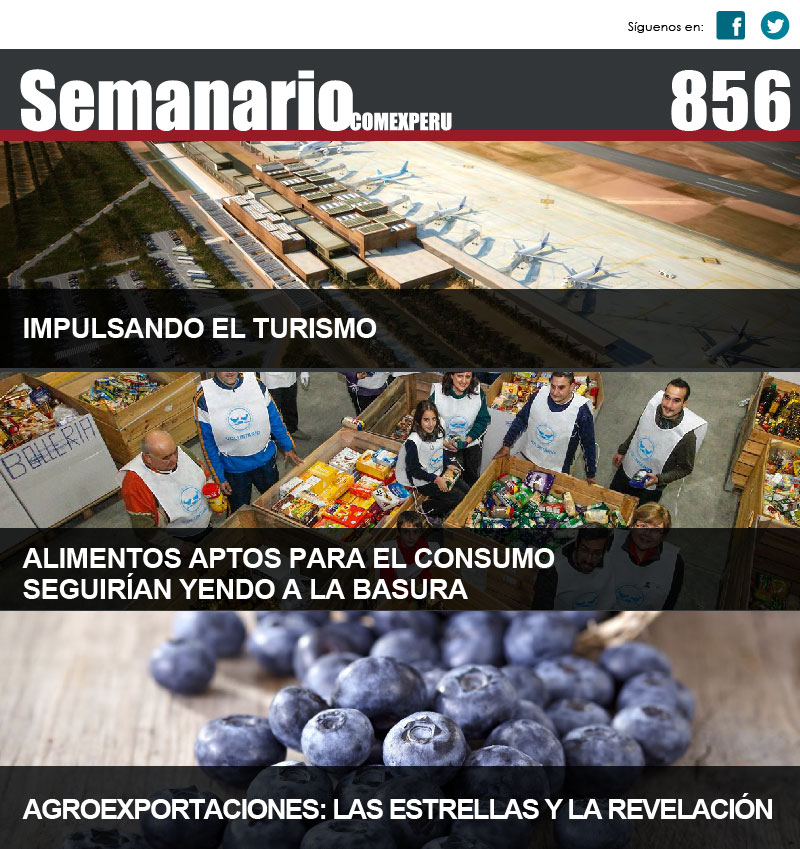 Síguenos en:
Semanario COMEXPERU 856
IMPULSANDO EL TURISMO
BOLLERIA
ALIMENTOS APTOS PARA EL CONSUMO
SEGUIRÍAN YENDO A LA BASURA
AGROEXPORTACIONES: LAS ESTRELLAS Y LA REVELACIÓN